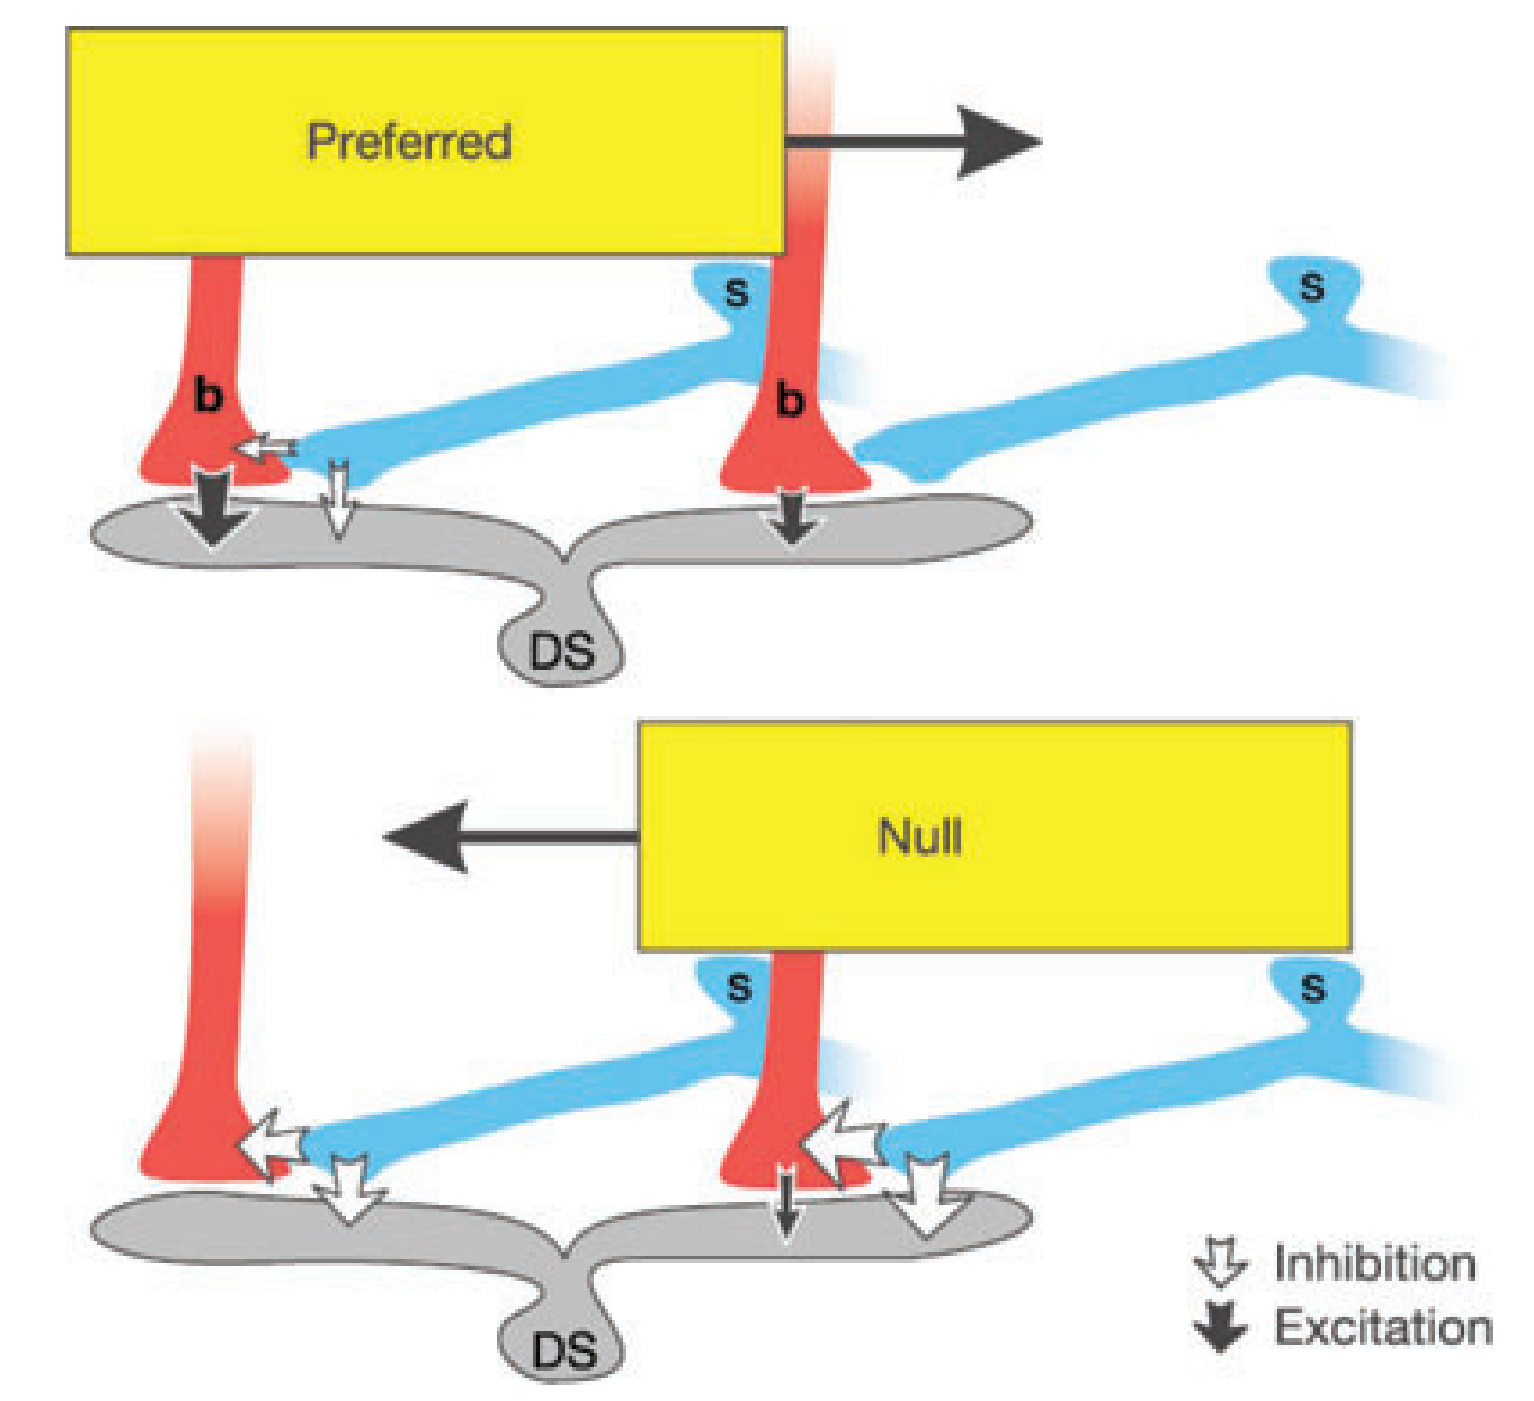 Preferred
s
s
b
b
DS
Null
s
s
DS
Inhibition
Excitation